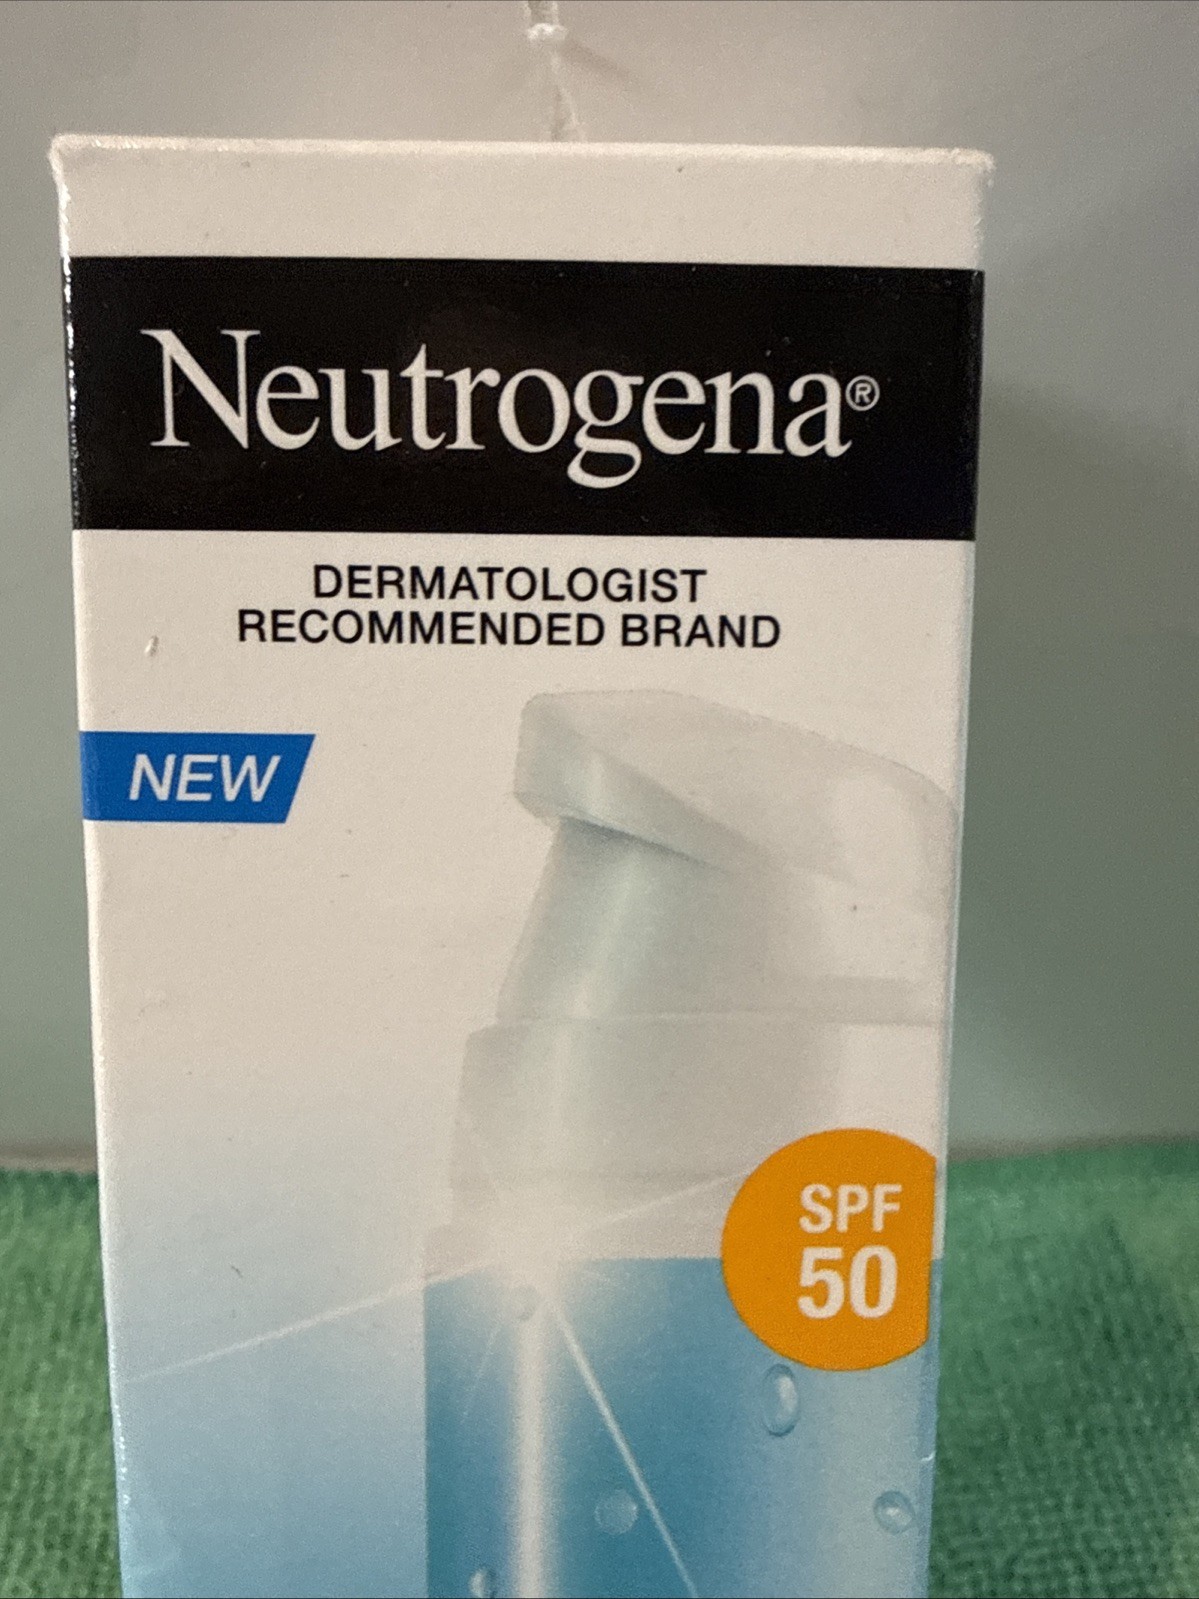 Neutrogena®
DERMATOLOGIST
RECOMMENDED BRAND
NEW
SPF
50